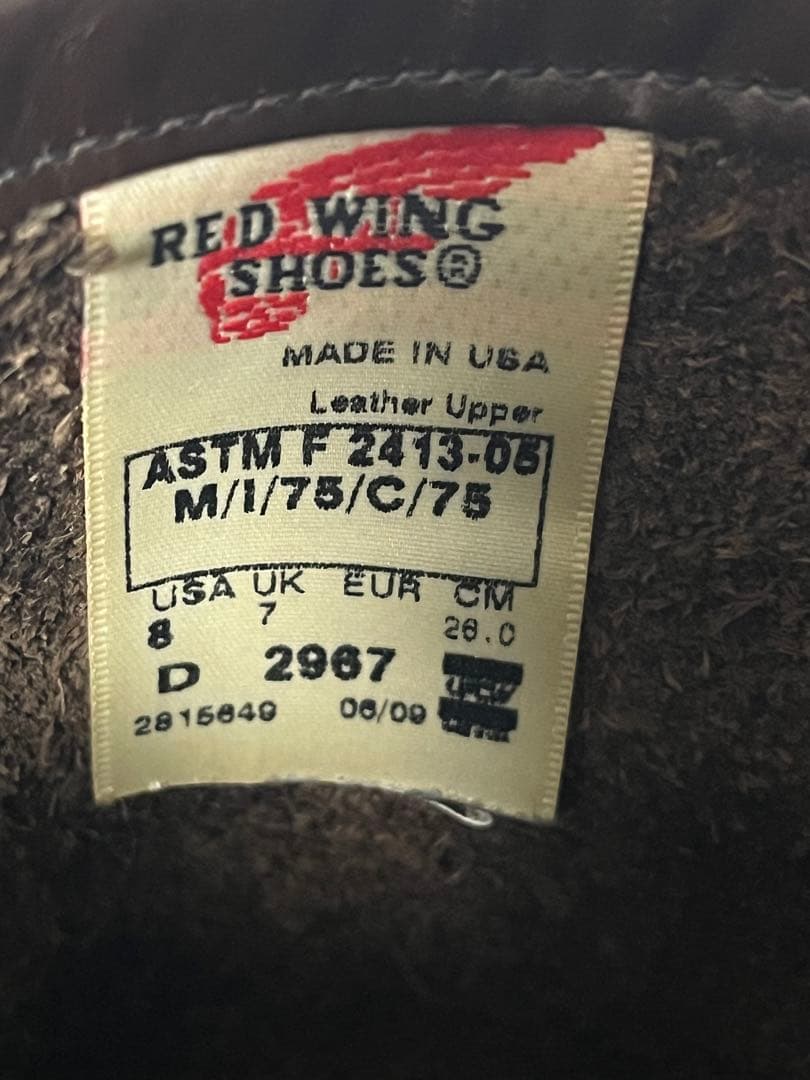 RED WING
SHOES®
MADE IN USA
Leather Upper
ASTM F 2413-05
M/I/75/C/75
USA UK EUR CM
8 7 26.0
D 2967
2815649 06/09